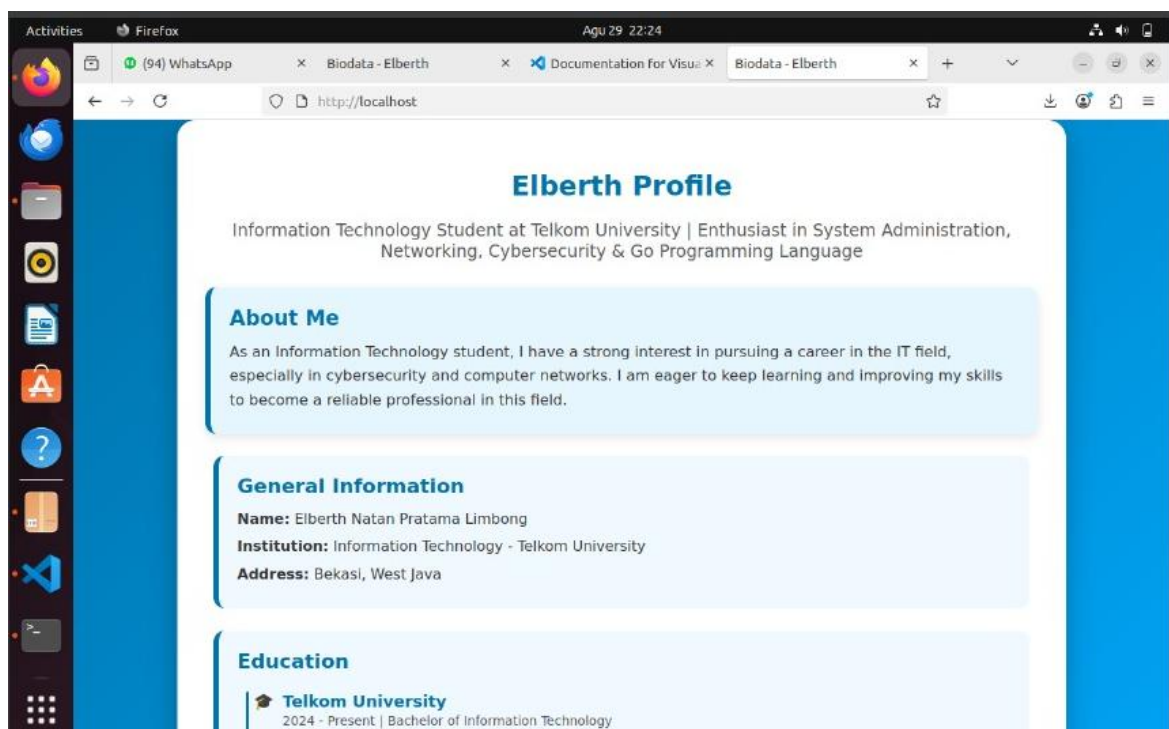 Activities Firefox Agu 29 22:24
(94) WhatsApp Biodata - Elberth Documentation for Visua Biodata - Elberth
http://localhost
Elberth Profile
Information Technology Student at Telkom University | Enthusiast in System Administration,
Networking, Cybersecurity & Go Programming Language
About Me
As an Information Technology student, I have a strong interest in pursuing a career in the IT field,
especially in cybersecurity and computer networks. I am eager to keep learning and improving my skills
to become a reliable professional in this field.
General Information
Name: Elberth Natan Pratama Limbong
Institution: Information Technology - Telkom University
Address: Bekasi, West Java
Education
Telkom University
2024 - Present | Bachelor of Information Technology